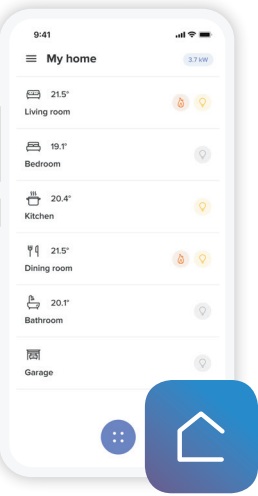 9:41
My home
3.7 kW
21.5°
Living room
19.1°
Bedroom
20.4°
Kitchen
21.5°
Dining room
20.1°
Bathroom
Garage